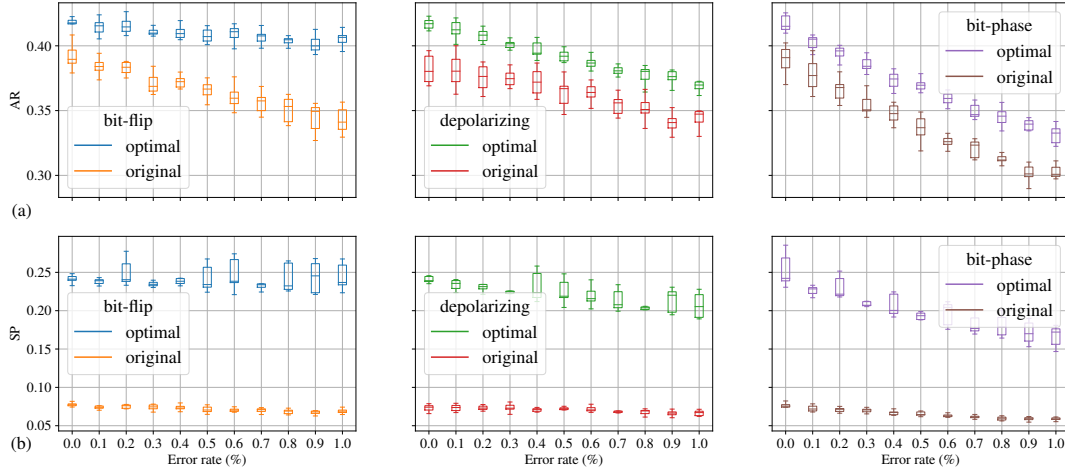 AR
0.40
0.35
0.30
bit-flip
optimal
original
depolarizing
optimal
original
bit-phase
optimal
original
(a)
SP
0.25
0.20
0.15
0.10
0.05
bit-flip
optimal
original
depolarizing
optimal
original
bit-phase
optimal
original
(b)
0.0 0.1 0.2 0.3 0.4 0.5 0.6 0.7 0.8 0.9 1.0
Error rate (%)
0.0 0.1 0.2 0.3 0.4 0.5 0.6 0.7 0.8 0.9 1.0
Error rate (%)
0.0 0.1 0.2 0.3 0.4 0.5 0.6 0.7 0.8 0.9 1.0
Error rate (%)